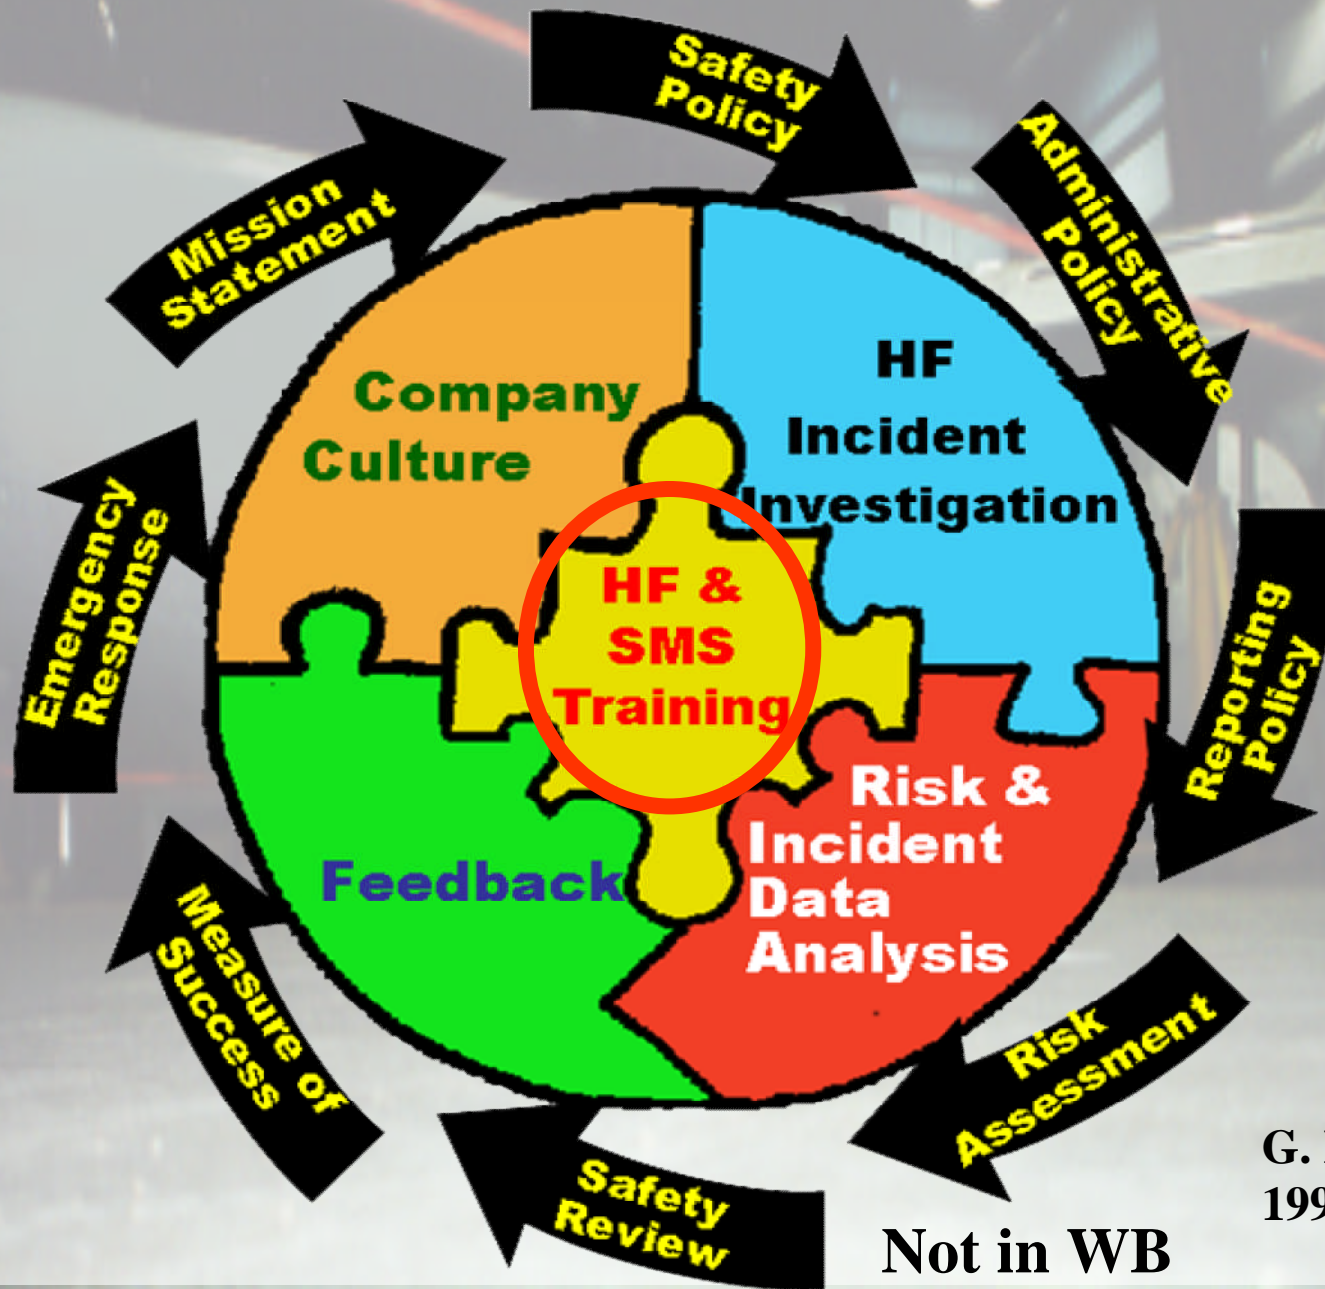 Safety
Policy
Administrative
Policy
Mission
Statement
HF
Incident
Investigation
Company
Culture
HF &
SMS
Training
Emergency
Response
Reporting
Policy
Risk &
Incident
Data
Analysis
Feedback
Measure of
Success
Risk
Assessment
Safety
Review
G.
199
Not in WB